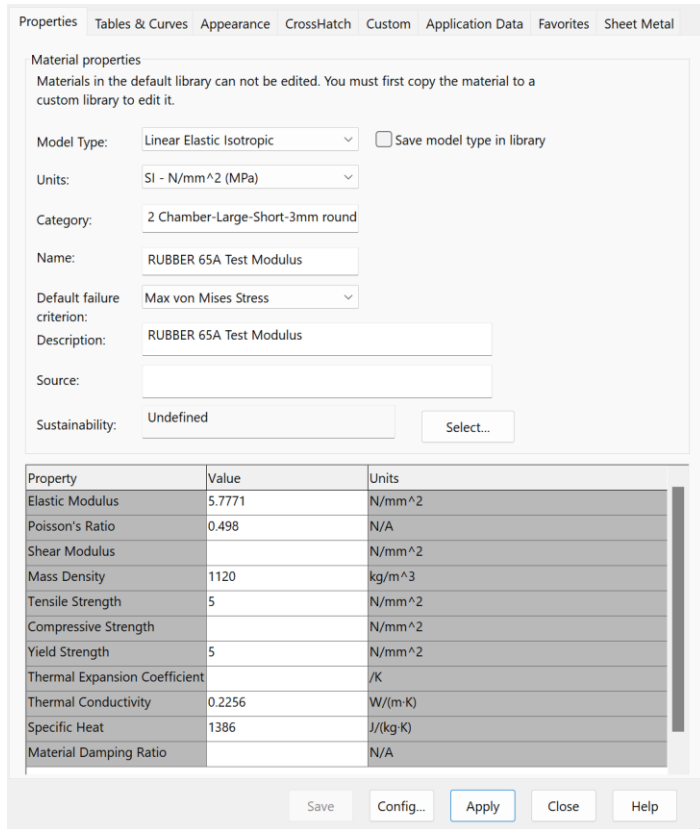 Properties Tables & Curves Appearance CrossHatch Custom Application Data Favorites Sheet Metal
Material properties
Materials in the default library can not be edited. You must first copy the material to a
custom library to edit it.
Model Type: Linear Elastic Isotropic Save model type in library
Units: SI - N/mm^2 (MPa)
Category: 2 Chamber-Large-Short-3mm round
Name: RUBBER 65A Test Modulus
Default failure criterion: Max von Mises Stress
Description: RUBBER 65A Test Modulus
Source:
Sustainability: Undefined Select...
Property Value Units
Elastic Modulus 5.7771 N/mm^2
Poisson's Ratio 0.498 N/A
Shear Modulus N/mm^2
Mass Density 1120 kg/m^3
Tensile Strength 5 N/mm^2
Compressive Strength N/mm^2
Yield Strength 5 N/mm^2
Thermal Expansion Coefficient /K
Thermal Conductivity 0.2256 W/(m·K)
Specific Heat 1386 J/(kg·K)
Material Damping Ratio N/A
Save Config... Apply Close Help